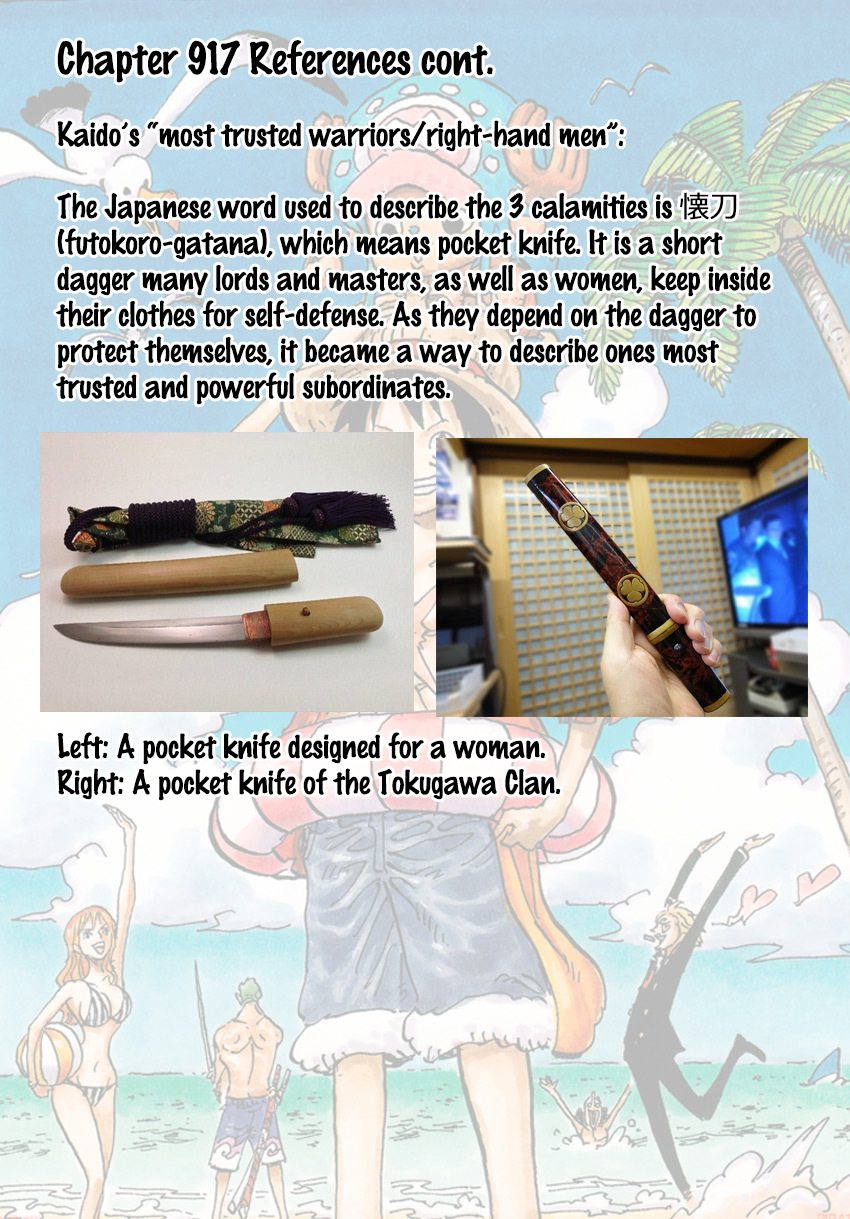 Chapter 917 References cont.
Kaido's "most trusted warriors/right-hand men":
The Japanese word used to describe the 3 calamities is 懐刀
(futokoro-gatana), which means pocket knife. It is a short
dagger many lords and masters, as well as women, keep inside
their clothes for self-defense. As they depend on the dagger to
protect themselves, it became a way to describe ones most
trusted and powerful subordinates.
Left: A pocket knife designed for a woman.
Right: A pocket knife of the Tokugawa Clan.